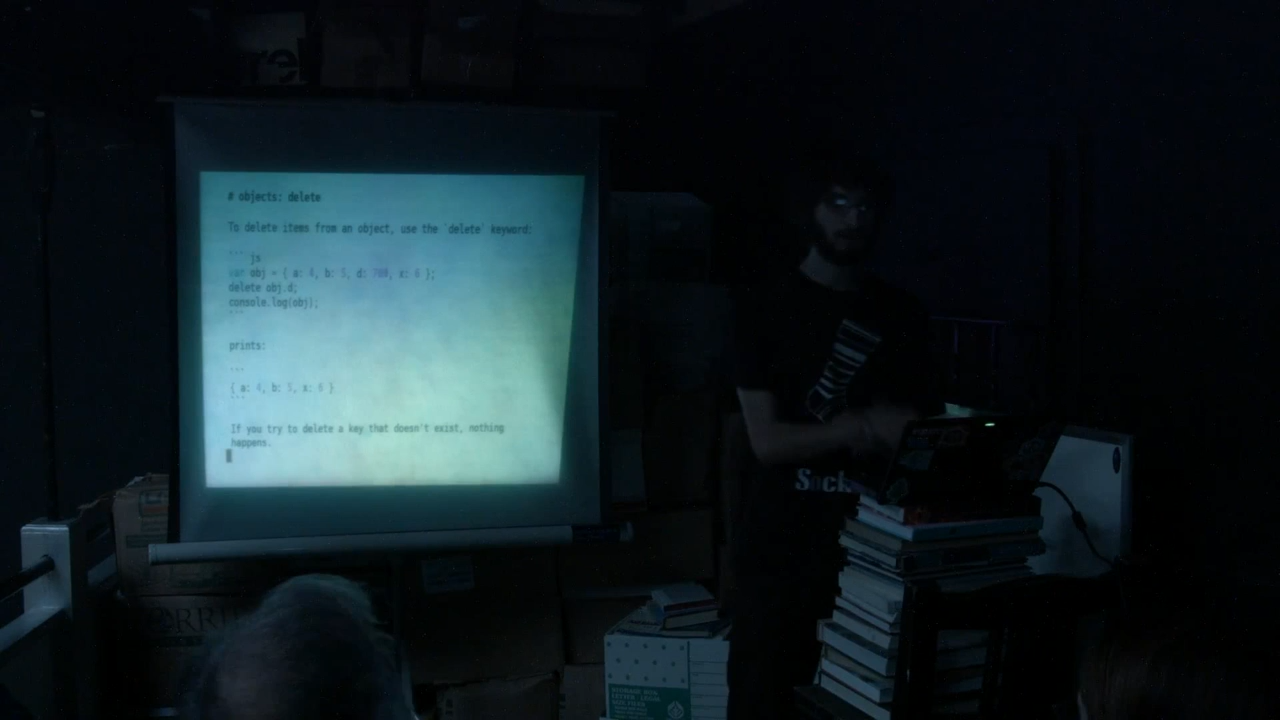 # objects: delete
To delete items from an object, use the `delete` keyword:
``` js
var obj = { a: 4, b: 5, d: 700, x: 6 };
delete obj.d;
console.log(obj);
```
prints:
```
{ a: 4, b: 5, x: 6 }
```
If you try to delete a key that doesn't exist, nothing
happens.
Sock